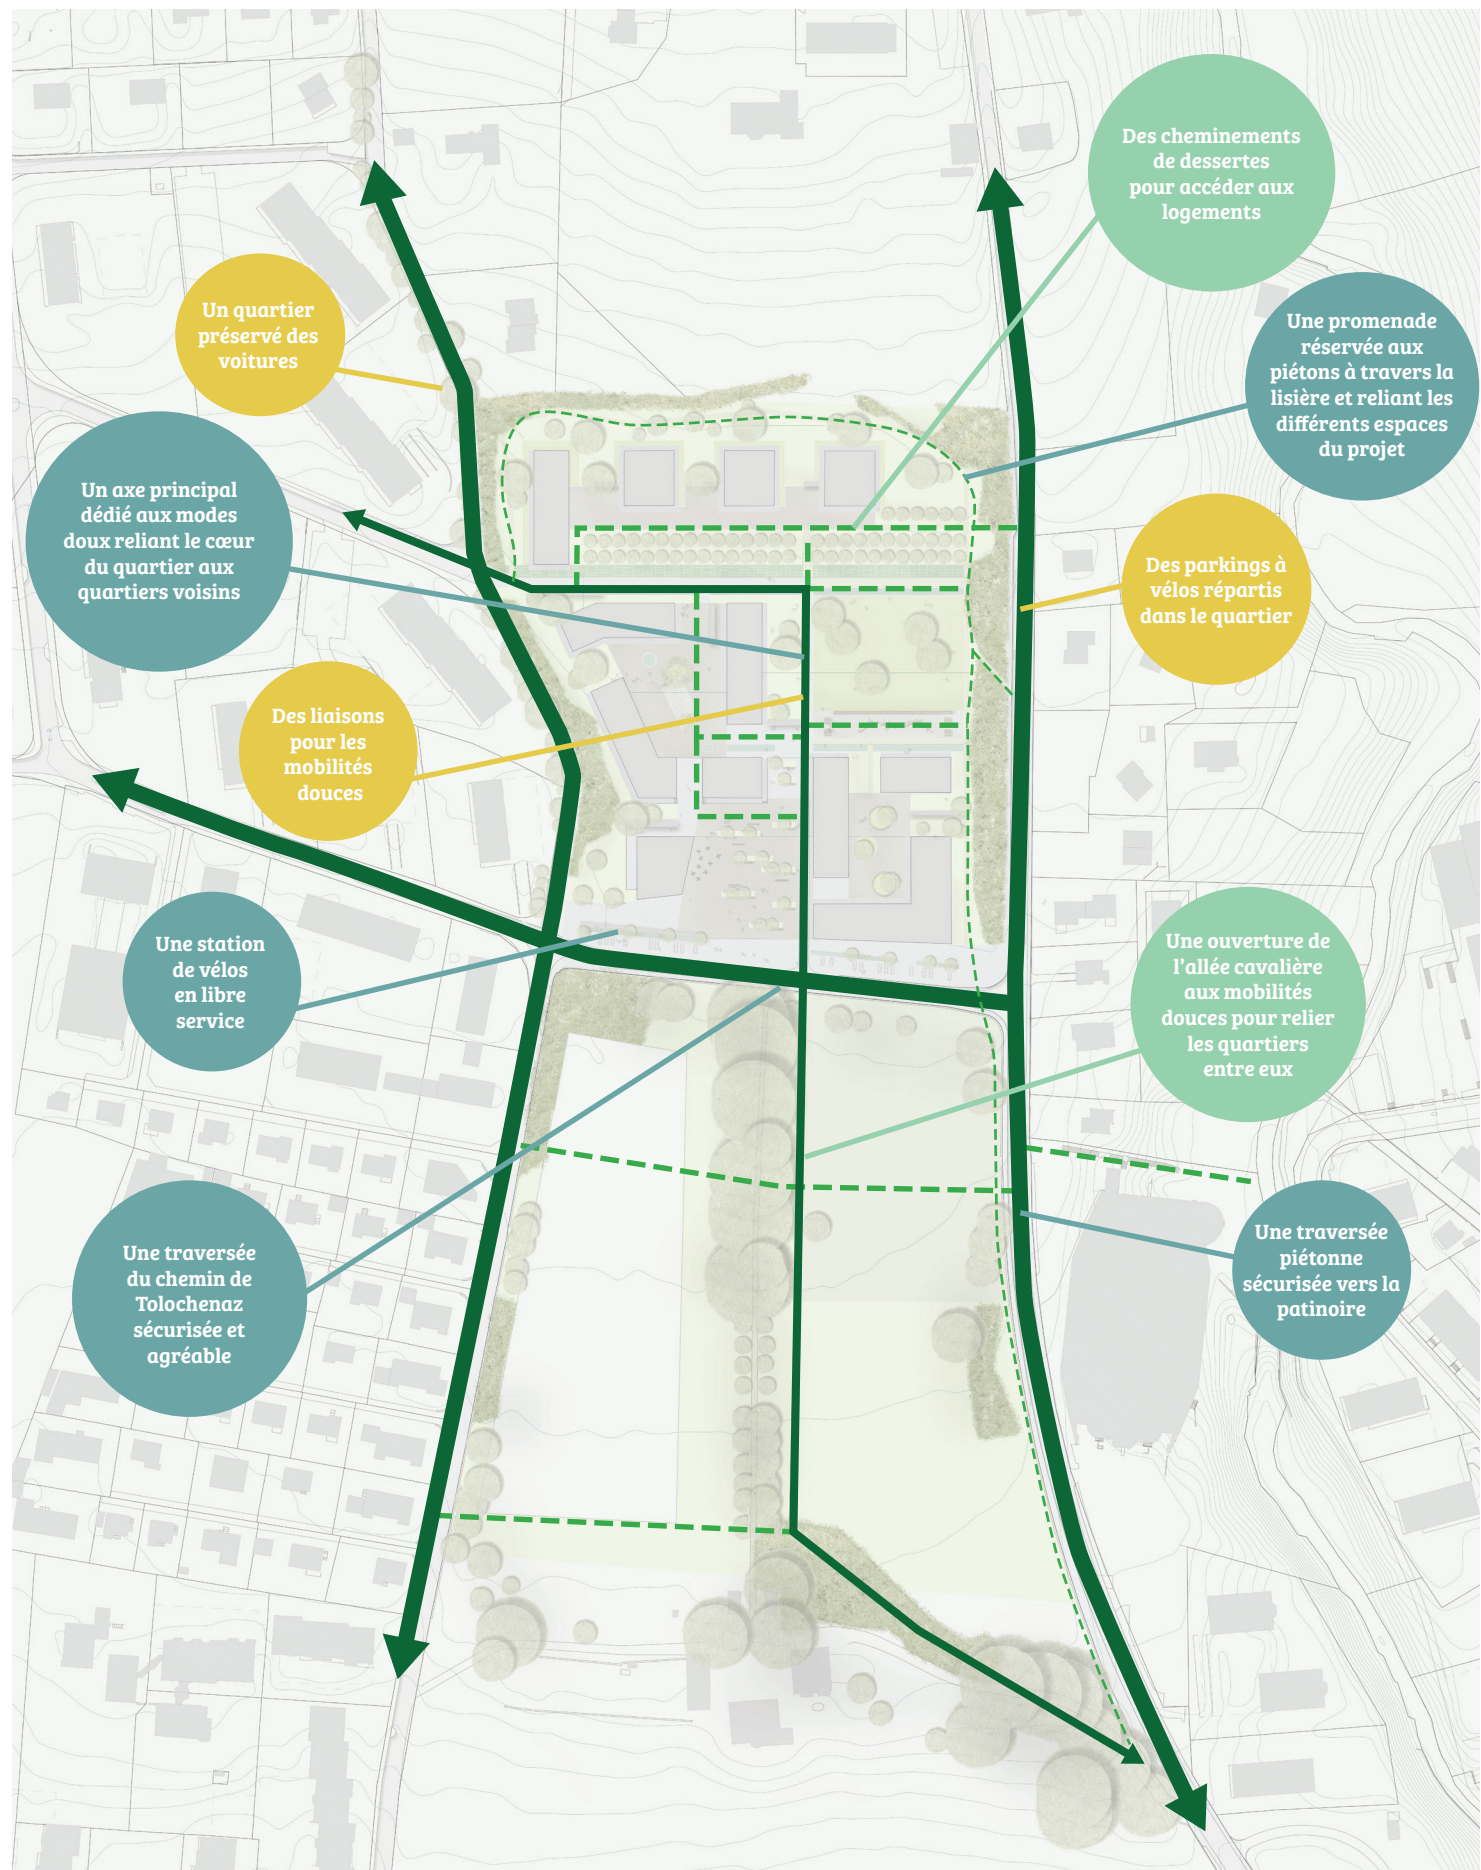 Des cheminements
de dessertes
pour accéder aux
logements
Un quartier
préservé des
voitures
Une promenade
réservée aux
piétons à travers la
lisière et reliant les
différents espaces
du projet
Un axe principal
dédié aux modes
doux reliant le cœur
du quartier aux
quartiers voisins
Des parkings à
vélos répartis
dans le quartier
Des liaisons
pour les
mobilités
douces
Une station
de vélos
en libre
service
Une ouverture de
l'allée cavalière
aux mobilités
douces pour relier
les quartiers
entre eux
Une traversée
du chemin de
Tolochenaz
sécurisée et
agréable
Une traversée
piétonne
sécurisée vers la
patinoire